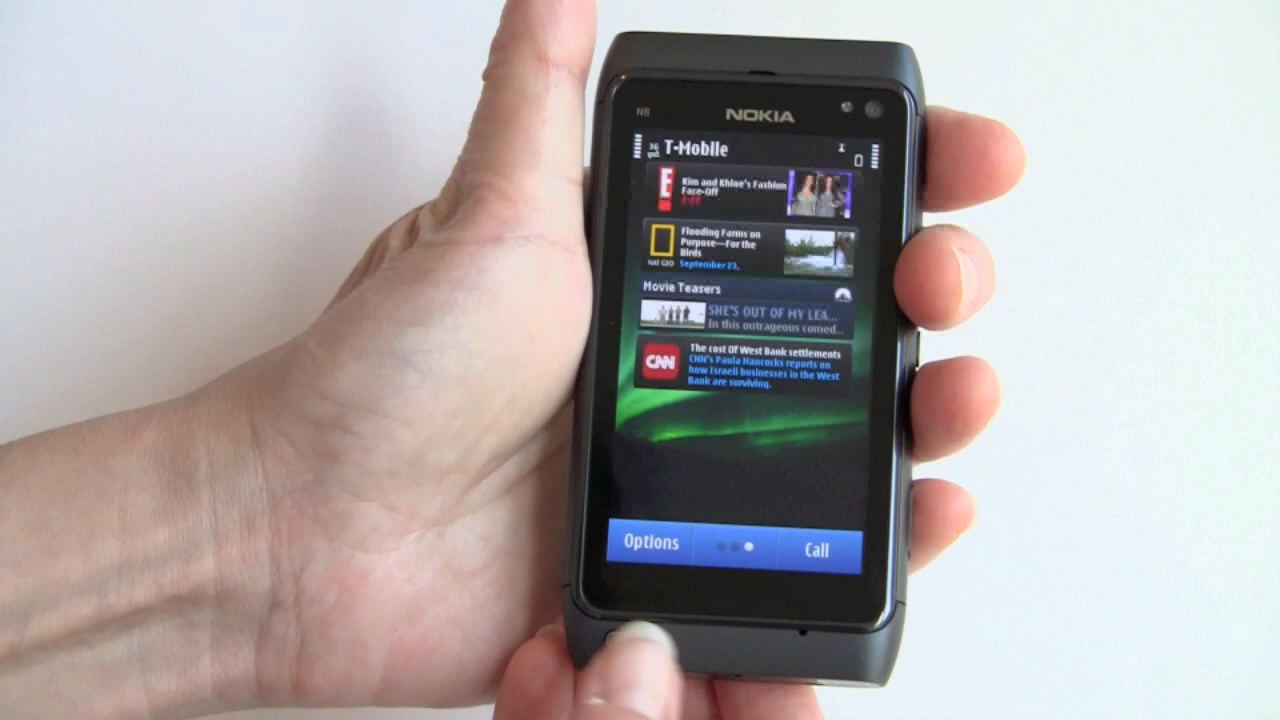 N8
NOKIA
3G
T-Mobile
E
Kim and Khloe's Fashion
Face-Off
NAT GEO
Flooding Farms on
Purpose—For the
Birds
September 23,
Movie Teasers
SHE'S OUT OF MY LEA...
In this outrageous comed...
CNN
The cost Of West Bank settlements
CNN's Paula Hancocks reports on
how Israeli businesses in the West
Bank are surviving.
Options
Call